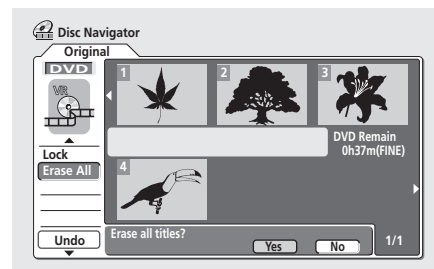 Disc Navigator
Original
DVD
VR
1
2
3
Lock
Erase All
DVD Remain
0h37m(FINE)
4
Undo
Erase all titles?
Yes
No
1/1